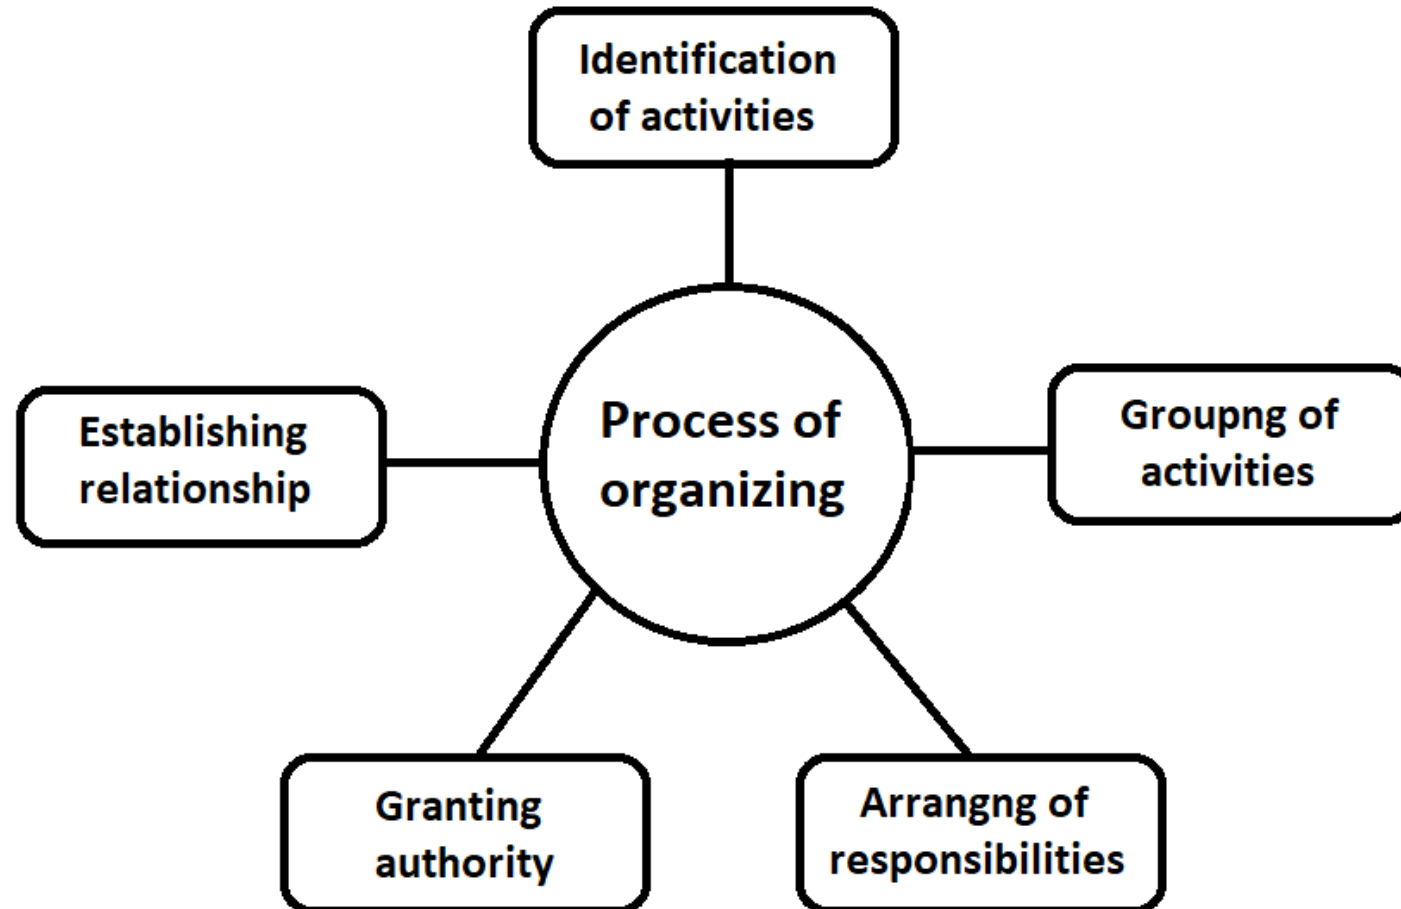 Identification
of activities
Process of
organizing
Groupng of
activities
Arrangng of
responsibilities
Granting
authority
Establishing
relationship